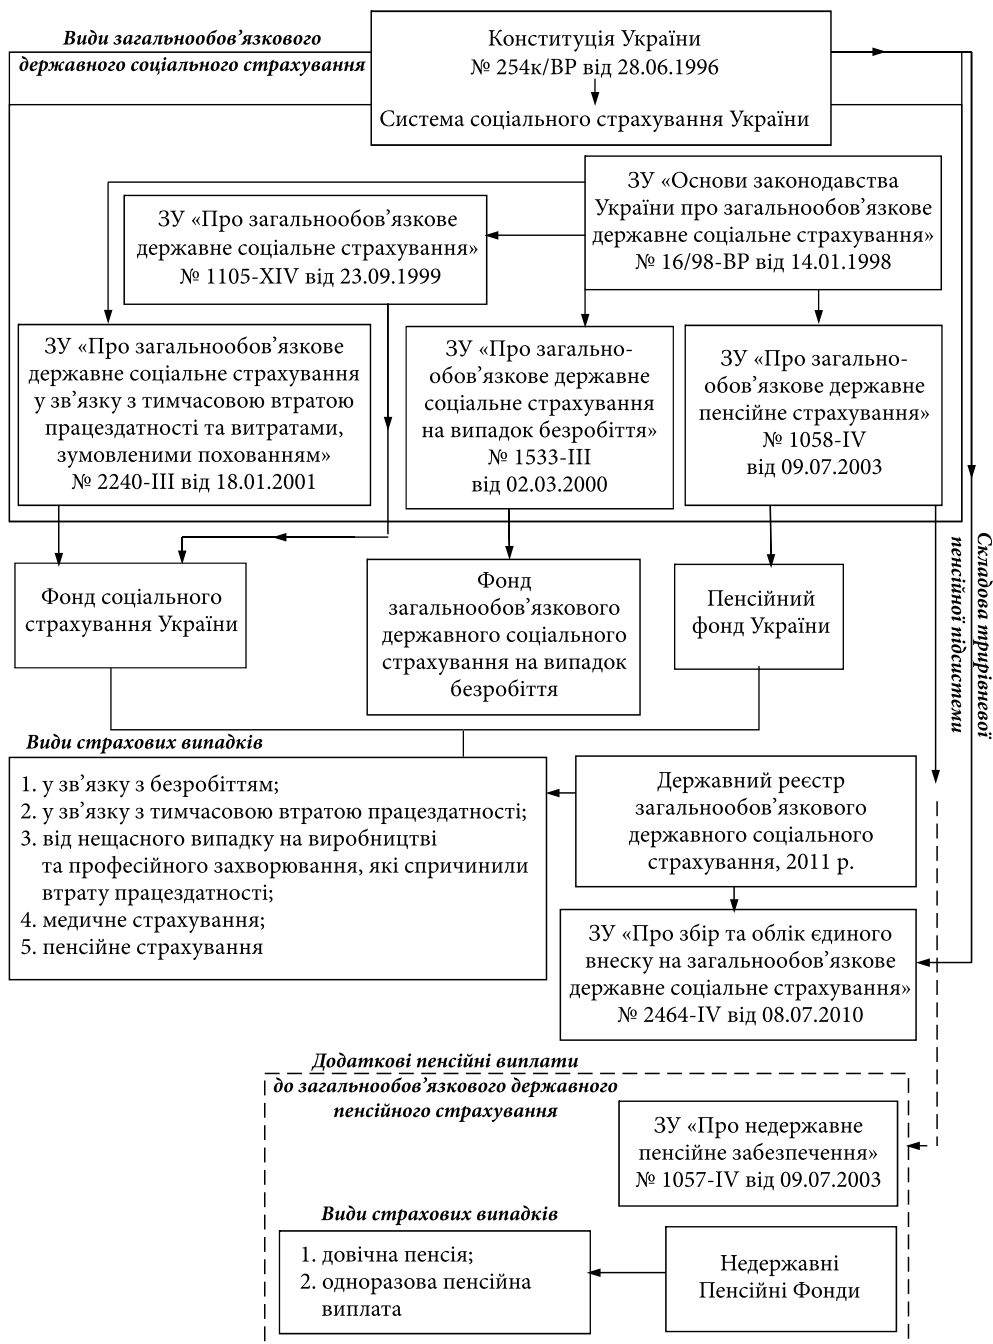 Види загальнообов’язкового
державного соціального страхування
Конституція України
№ 254к/ВР від 28.06.1996
Система соціального страхування України
ЗУ «Основи законодавства
України про загальнообов’язкове
державне соціальне страхування»
№ 16/98-ВР від 14.01.1998
ЗУ «Про загальнообов’язкове
державне соціальне страхування»
№ 1105-XIV від 23.09.1999
ЗУ «Про загальнообов’язкове
державне соціальне страхування
у зв’язку з тимчасовою втратою
працездатності та витратами,
зумовленими похованням»
№ 2240-III від 18.01.2001
ЗУ «Про загально-
обов’язкове державне
соціальне страхування
на випадок безробіття»
№ 1533-III
від 02.03.2000
ЗУ «Про загально-
обов’язкове державне
пенсійне страхування»
№ 1058-IV
від 09.07.2003
Складова трирівневої
пенсійної підсистеми
Фонд соціального
страхування України
Фонд
загальнообов’язкового
державного соціального
страхування на випадок
безробіття
Пенсійний
фонд України
Види страхових випадків
1. у зв’язку з безробіттям;
2. у зв’язку з тимчасовою втратою працездатності;
3. від нещасного випадку на виробництві
та професійного захворювання, які спричинили
втрату працездатності;
4. медичне страхування;
5. пенсійне страхування
Державний реєстр
загальнообов’язкового
державного соціального
страхування, 2011 р.
ЗУ «Про збір та облік єдиного
внеску на загальнообов’язкове
державне соціальне страхування»
№ 2464-IV від 08.07.2010
Додаткові пенсійні виплати
до загальнообов’язкового державного
пенсійного страхування
ЗУ «Про недержавне
пенсійне забезпечення»
№ 1057-IV від 09.07.2003
Види страхових випадків
1. довічна пенсія;
2. одноразова пенсійна
виплата
Недержавні
Пенсійні Фонди